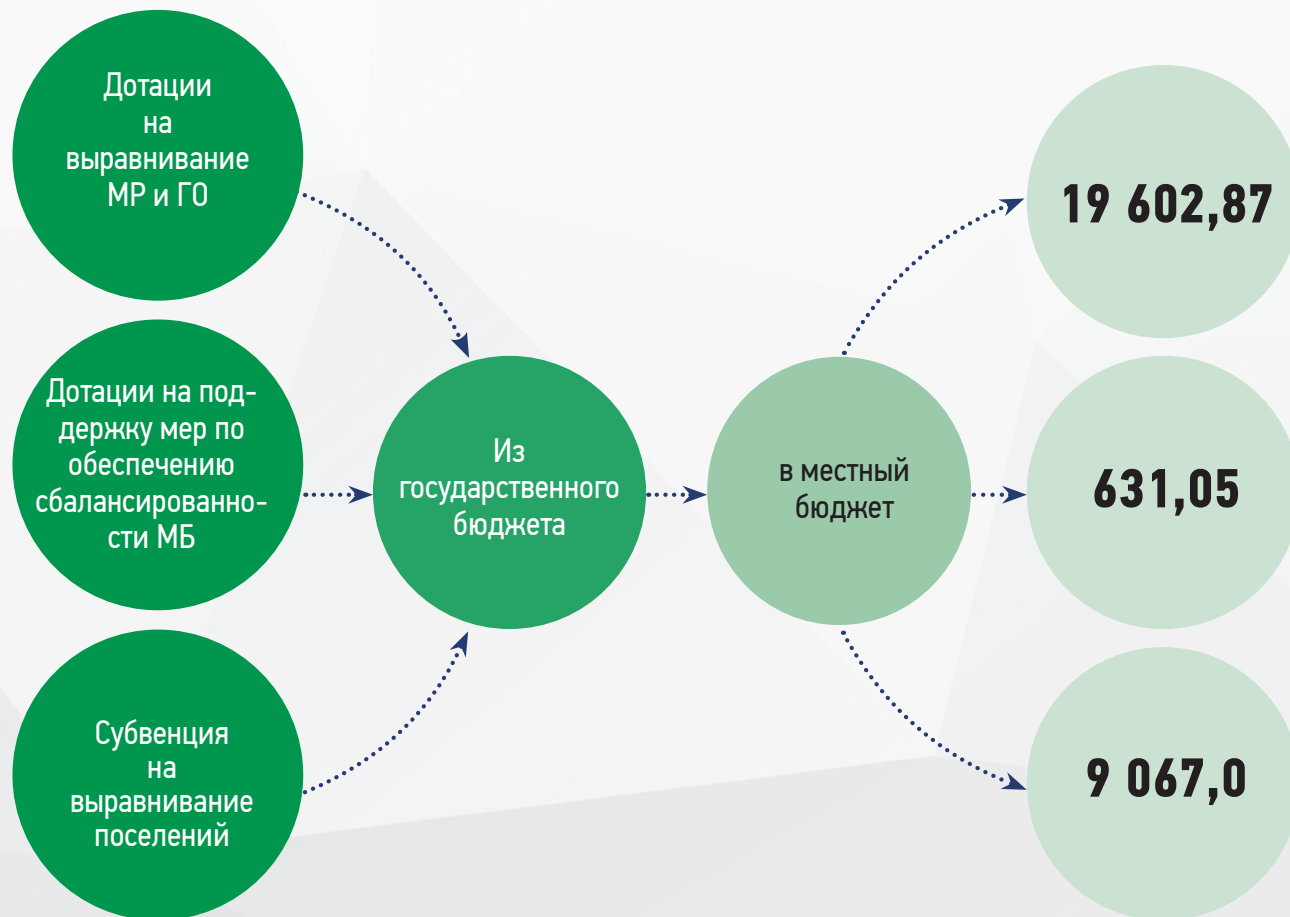 Дотации
на
выравнивание
МР и ГО
Дотации на под-
держку мер по
обеспечению
сбалансированно-
сти МБ
Субвенция
на
выравнивание
поселений
Из
государственного
бюджета
в местный
бюджет
19 602,87
631,05
9 067,0